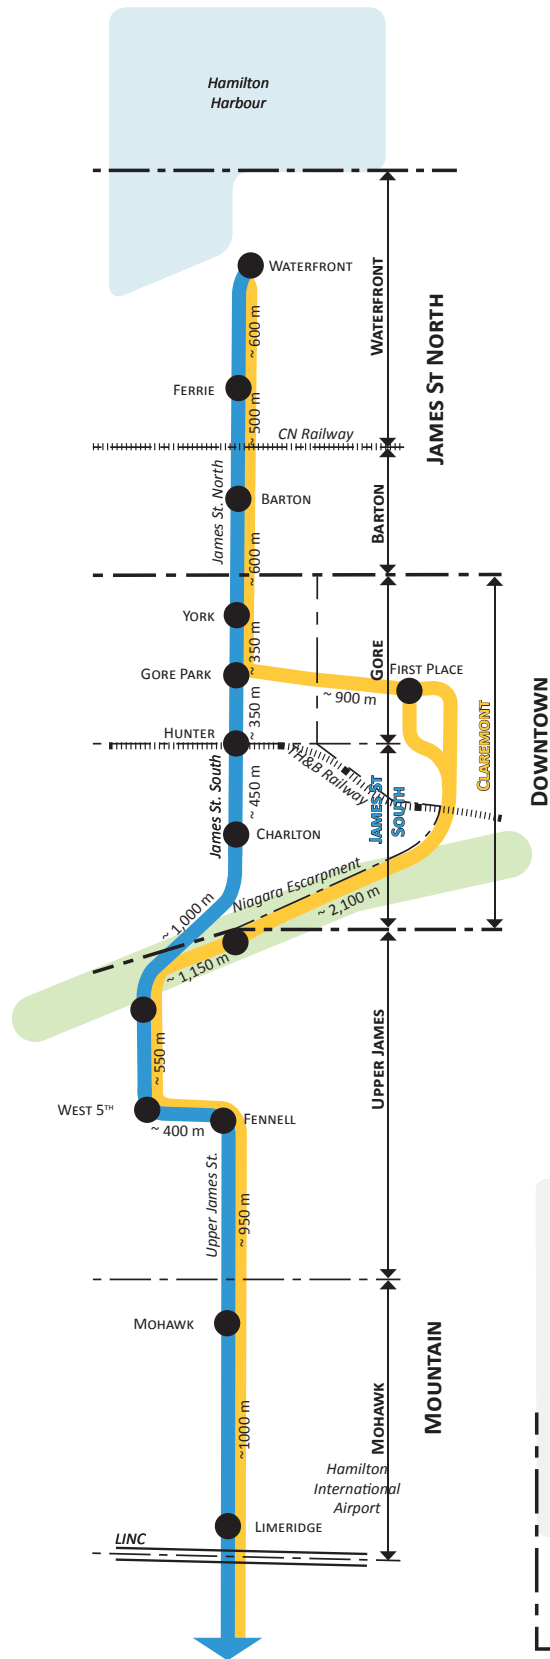 Hamilton
Harbour
WATERFRONT
WATERFRONT
JAMES ST NORTH
~ 600 m
FERRIE
~ 500 m
CN Railway
James St. North
BARTON
BARTON
~ 600 m
YORK
~ 350 m
GORE PARK
GORE
FIRST PLACE
~ 900 m
DOWNTOWN
CLAREMONT
~ 350 m
HUNTER
TH&B Railway
James St. South
~ 450 m
JAMES ST
SOUTH
CHARLTON
Niagara Escarpment
~ 1,000 m
~ 2,100 m
~ 1,150 m
UPPER JAMES
~ 550 m
WEST 5TH
~ 400 m
FENNELL
Upper James St.
~ 950 m
MOHAWK
MOUNTAIN
MOHAWK
~1000 m
Hamilton
International
Airport
LIMERIDGE
LINC